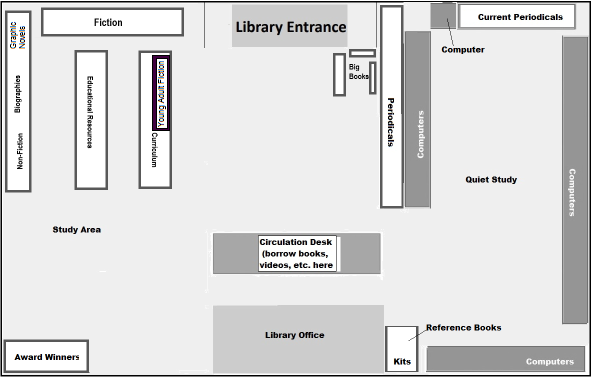 Graphic
Novels
Biographies
Non-Fiction
Fiction
Educational Resources
Young Adult Fiction
Curriculum
Library Entrance
Big
Books
Periodicals
Computers
Current Periodicals
Computer
Quiet Study
Computers
Study Area
Circulation Desk
(borrow books,
videos, etc. here
Library Office
Reference Books
Kits
Computers
Award Winners